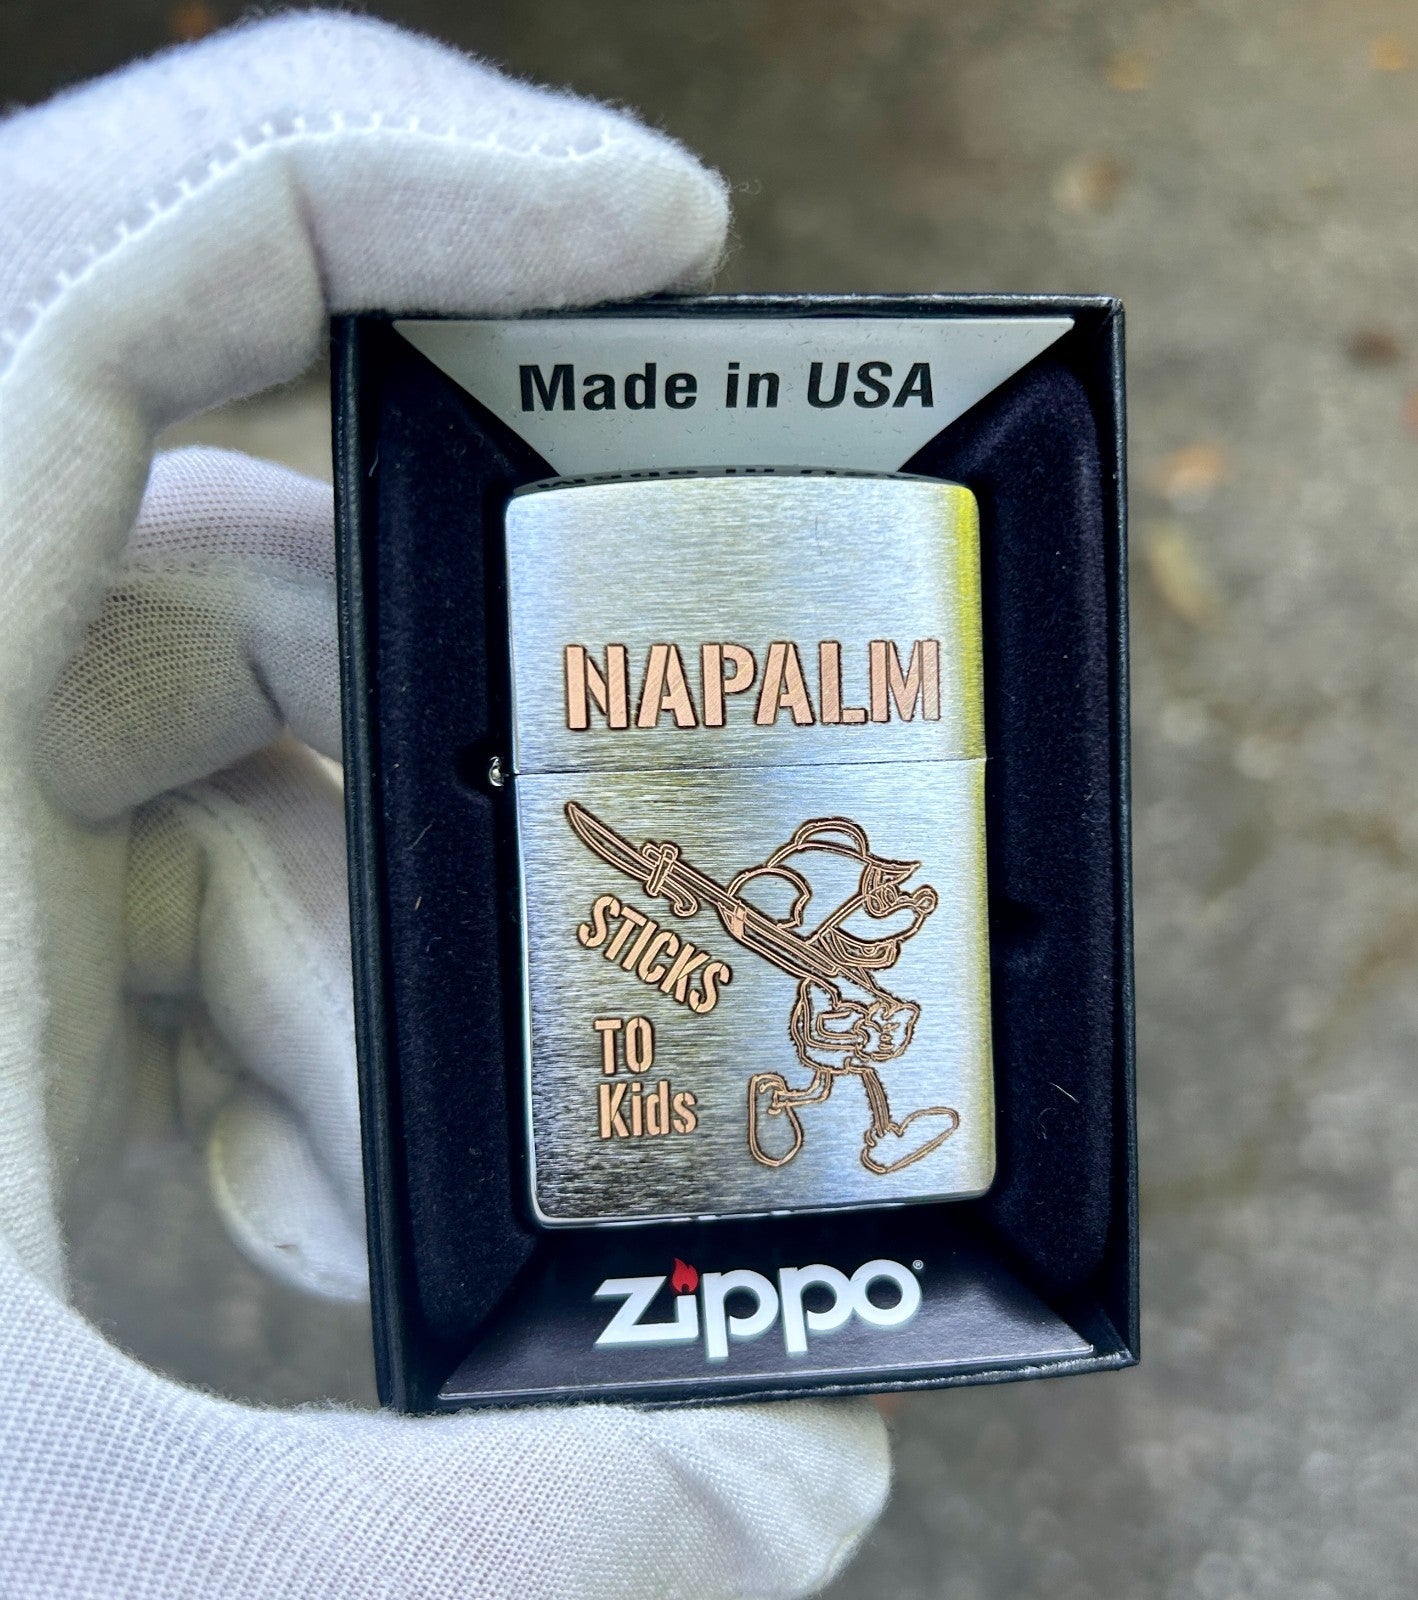 Made in USA
NAPALM
STICKS
TO
Kids
zippo®